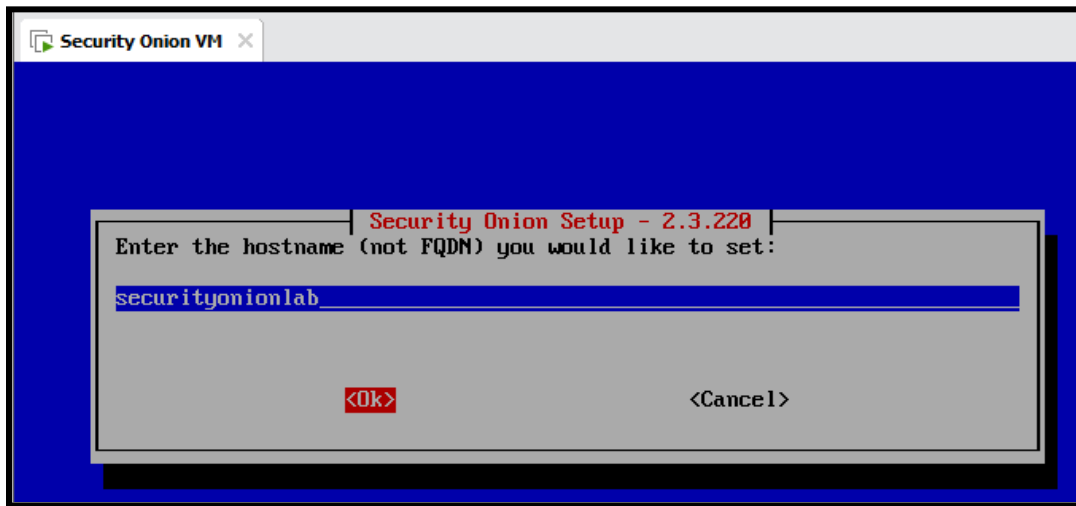 Security Onion VM
Security Onion Setup - 2.3.220
Enter the hostname (not FQDN) you would like to set:
securityonionlab
<Ok> <Cancel>